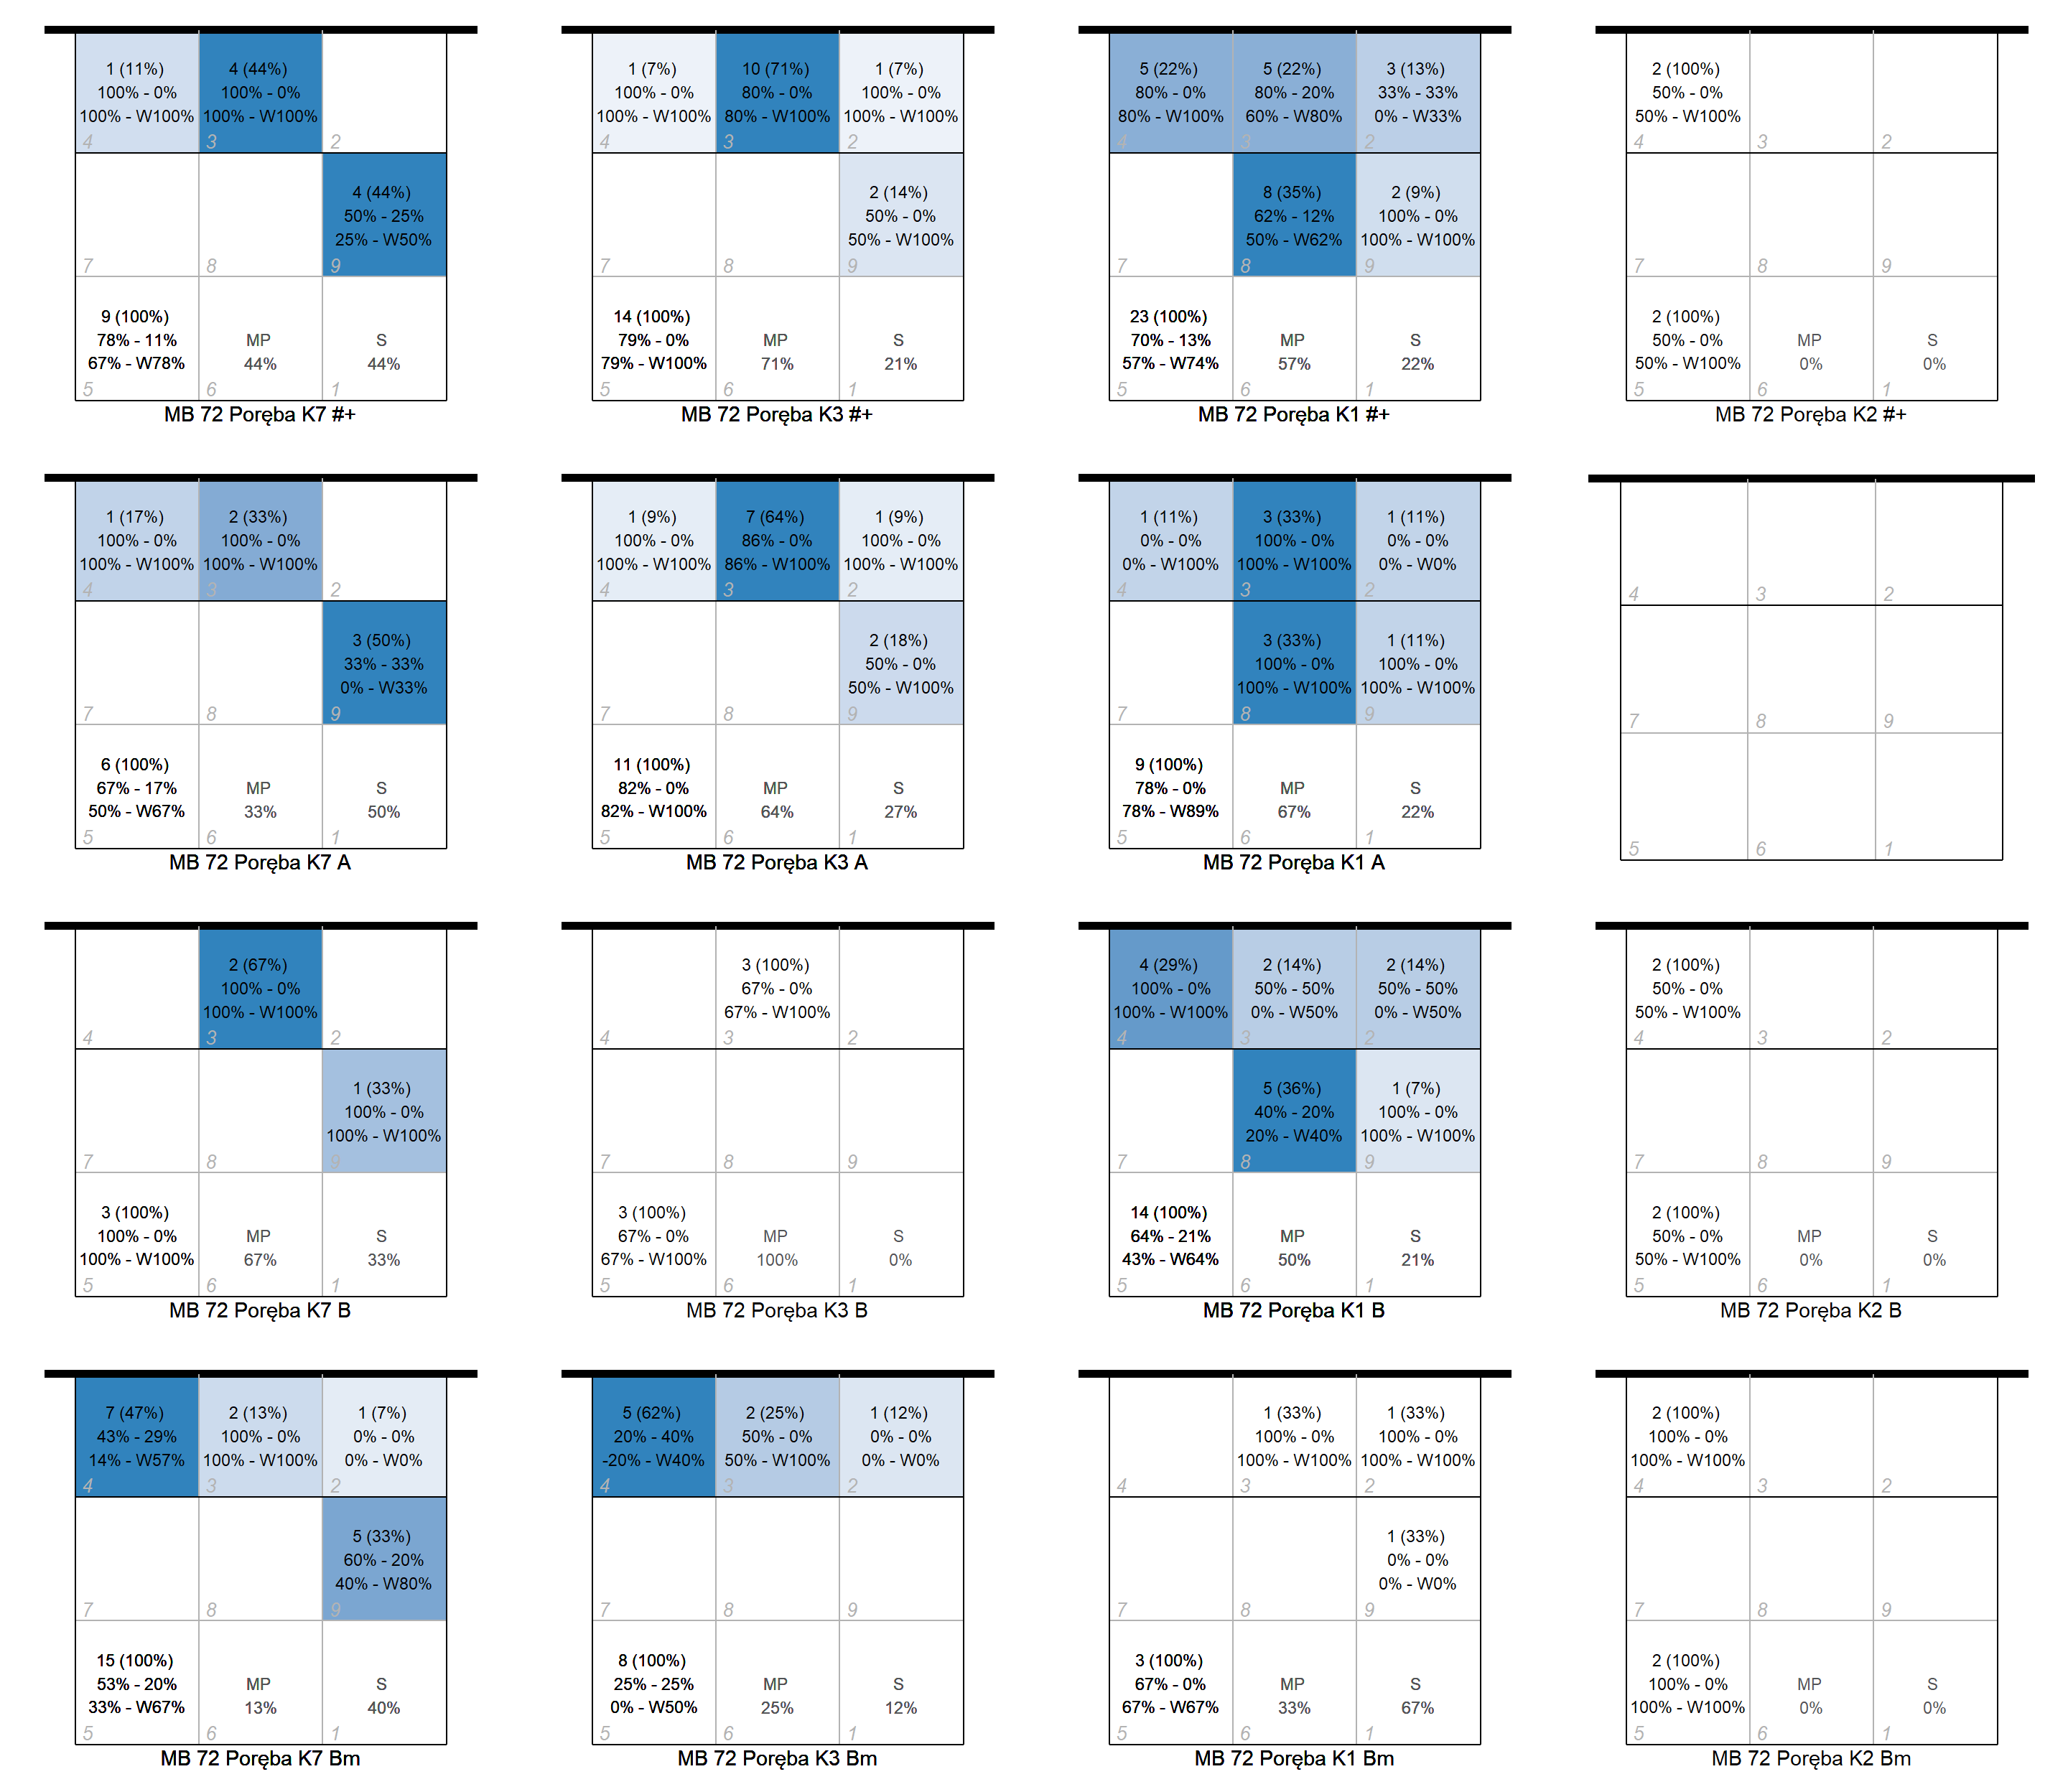 1 (11%)
100% - 0%
100% - W100%
4
4 (44%)
100% - 0%
100% - W100%
3
2
7
8
4 (44%)
50% - 25%
25% - W50%
9
9 (100%)
78% - 11%
67% - W78%
5
MP
44%
6
S
44%
1
MB 72 Poręba K7 #+
1 (7%)
100% - 0%
100% - W100%
4
10 (71%)
80% - 0%
80% - W100%
3
1 (7%)
100% - 0%
100% - W100%
2
7
8
2 (14%)
50% - 0%
50% - W100%
9
14 (100%)
79% - 0%
79% - W100%
5
MP
71%
6
S
21%
1
MB 72 Poręba K3 #+
5 (22%)
80% - 0%
80% - W100%
4
5 (22%)
80% - 20%
60% - W80%
3
3 (13%)
33% - 33%
0% - W33%
2
7
8 (35%)
62% - 12%
50% - W62%
8
2 (9%)
100% - 0%
100% - W100%
9
23 (100%)
70% - 13%
57% - W74%
5
MP
57%
6
S
22%
1
MB 72 Poręba K1 #+
2 (100%)
50% - 0%
50% - W100%
4
3
2
7
8
9
2 (100%)
50% - 0%
50% - W100%
5
MP
0%
6
S
0%
1
MB 72 Poręba K2 #+
1 (17%)
100% - 0%
100% - W100%
4
2 (33%)
100% - 0%
100% - W100%
3
2
7
8
3 (50%)
33% - 33%
0% - W33%
9
6 (100%)
67% - 17%
50% - W67%
5
MP
33%
6
S
50%
1
MB 72 Poręba K7 A
1 (9%)
100% - 0%
100% - W100%
4
7 (64%)
86% - 0%
86% - W100%
3
1 (9%)
100% - 0%
100% - W100%
2
7
8
2 (18%)
50% - 0%
50% - W100%
9
11 (100%)
82% - 0%
82% - W100%
5
MP
64%
6
S
27%
1
MB 72 Poręba K3 A
1 (11%)
0% - 0%
0% - W100%
4
3 (33%)
100% - 0%
100% - W100%
3
1 (11%)
0% - 0%
0% - W0%
2
7
3 (33%)
100% - 0%
100% - W100%
8
1 (11%)
100% - 0%
100% - W100%
9
9 (100%)
78% - 0%
78% - W89%
5
MP
67%
6
S
22%
1
MB 72 Poręba K1 A
4
3
2
7
8
9
5
6
1
4
2 (67%)
100% - 0%
100% - W100%
3
2
7
8
1 (33%)
100% - 0%
100% - W100%
9
3 (100%)
100% - 0%
100% - W100%
5
MP
67%
6
S
33%
1
MB 72 Poręba K7 B
4
3 (100%)
67% - 0%
67% - W100%
3
2
7
8
9
3 (100%)
67% - 0%
67% - W100%
5
MP
100%
6
S
0%
1
MB 72 Poręba K3 B
4 (29%)
100% - 0%
100% - W100%
4
2 (14%)
50% - 50%
0% - W50%
3
2 (14%)
50% - 50%
0% - W50%
2
7
5 (36%)
40% - 20%
20% - W40%
8
1 (7%)
100% - 0%
100% - W100%
9
14 (100%)
64% - 21%
43% - W64%
5
MP
50%
6
S
21%
1
MB 72 Poręba K1 B
2 (100%)
50% - 0%
50% - W100%
4
3
2
7
8
9
2 (100%)
50% - 0%
50% - W100%
5
MP
0%
6
S
0%
1
MB 72 Poręba K2 B
7 (47%)
43% - 29%
14% - W57%
4
2 (13%)
100% - 0%
100% - W100%
3
1 (7%)
0% - 0%
0% - W0%
2
7
8
5 (33%)
60% - 20%
40% - W80%
9
15 (100%)
53% - 20%
33% - W67%
5
MP
13%
6
S
40%
1
MB 72 Poręba K7 Bm
5 (62%)
20% - 40%
-20% - W40%
4
2 (25%)
50% - 0%
50% - W100%
3
1 (12%)
0% - 0%
0% - W0%
2
7
8
9
8 (100%)
25% - 25%
0% - W50%
5
MP
25%
6
S
12%
1
MB 72 Poręba K3 Bm
4
1 (33%)
100% - 0%
100% - W100%
3
1 (33%)
100% - 0%
100% - W100%
2
7
8
1 (33%)
0% - 0%
0% - W0%
9
3 (100%)
67% - 0%
67% - W67%
5
MP
33%
6
S
67%
1
MB 72 Poręba K1 Bm
2 (100%)
100% - 0%
100% - W100%
4
3
2
7
8
9
2 (100%)
100% - 0%
100% - W100%
5
MP
0%
6
S
0%
1
MB 72 Poręba K2 Bm